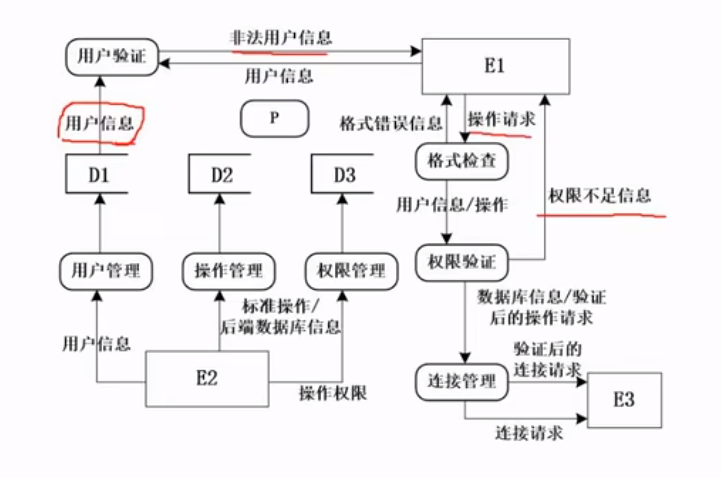 非法用户信息
用户验证
E1
用户信息
用户信息
P
格式错误信息
操作请求
格式检查
D1
D2
D3
用户信息/操作
权限不足信息
用户管理
操作管理
权限管理
权限验证
标准操作/
后端数据库信息
数据库信息/验证
后的操作请求
用户信息
验证后的
连接请求
E2
操作权限
连接管理
E3
连接请求